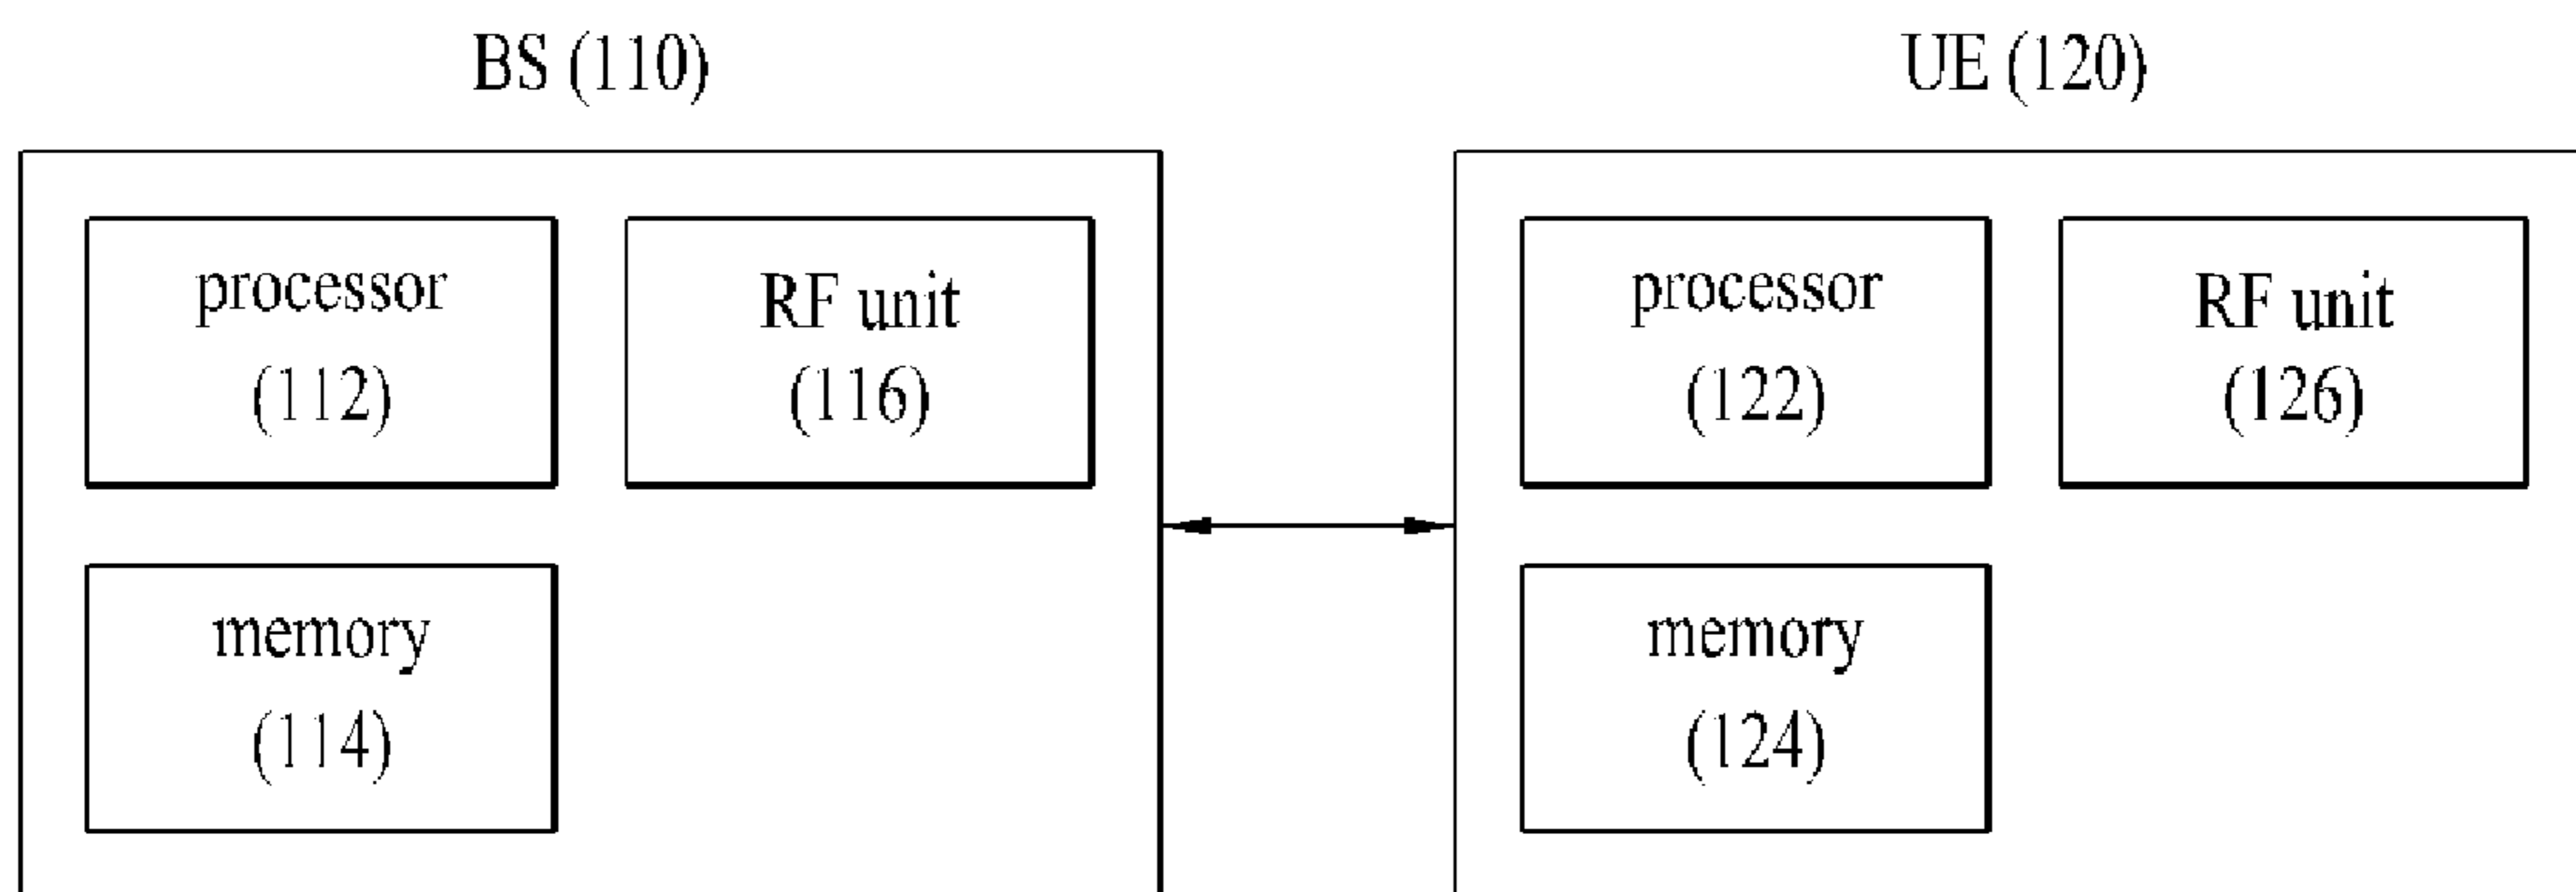 BS (110)
processor
(112)
RF unit
(116)
memory
(114)
UE (120)
processor
(122)
RF unit
(126)
memory
(124)